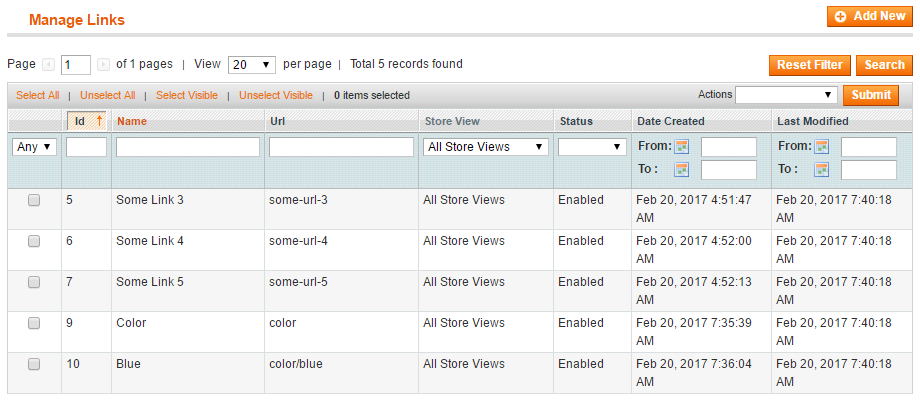 Manage Links
Add New
Page 1 of 1 pages | View 20 per page | Total 5 records found
Reset Filter Search
Select All | Unselect All | Select Visible | Unselect Visible | 0 items selected Actions Submit
Id Name Url Store View Status Date Created Last Modified
Any All Store Views From: From:
To : To :
5 Some Link 3 some-url-3 All Store Views Enabled Feb 20, 2017 4:51:47 Feb 20, 2017 7:40:18
AM AM
6 Some Link 4 some-url-4 All Store Views Enabled Feb 20, 2017 4:52:00 Feb 20, 2017 7:40:18
AM AM
7 Some Link 5 some-url-5 All Store Views Enabled Feb 20, 2017 4:52:13 Feb 20, 2017 7:40:18
AM AM
9 Color color All Store Views Enabled Feb 20, 2017 7:35:39 Feb 20, 2017 7:40:18
AM AM
10 Blue color/blue All Store Views Enabled Feb 20, 2017 7:36:04 Feb 20, 2017 7:40:18
AM AM